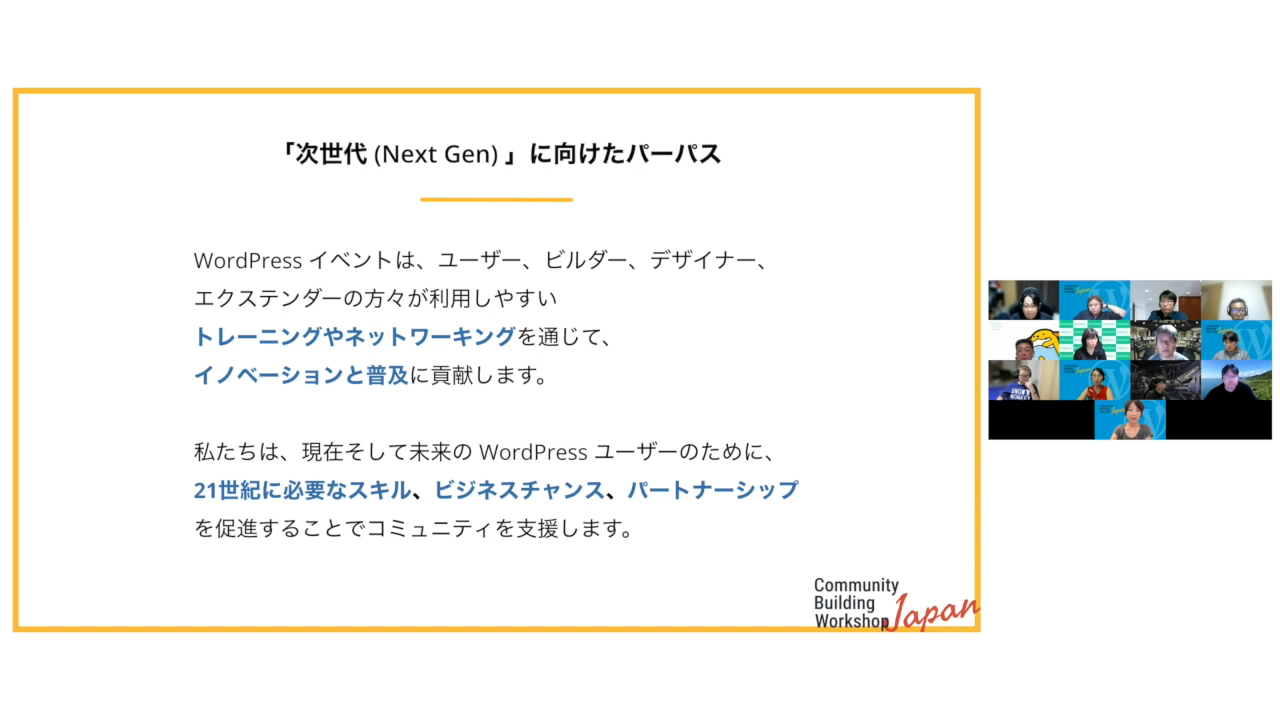 「次世代 (Next Gen) 」に向けたパーパス
WordPress イベントは、ユーザー、ビルダー、デザイナー、
エクステンダーの方々が利用しやすい
トレーニングやネットワーキングを通じて、
イノベーションと普及に貢献します。
私たちは、現在そして未来の WordPress ユーザーのために、
21世紀に必要なスキル、ビジネスチャンス、パートナーシップ
を促進することでコミュニティを支援します。
Community
Building
Workshop Japan